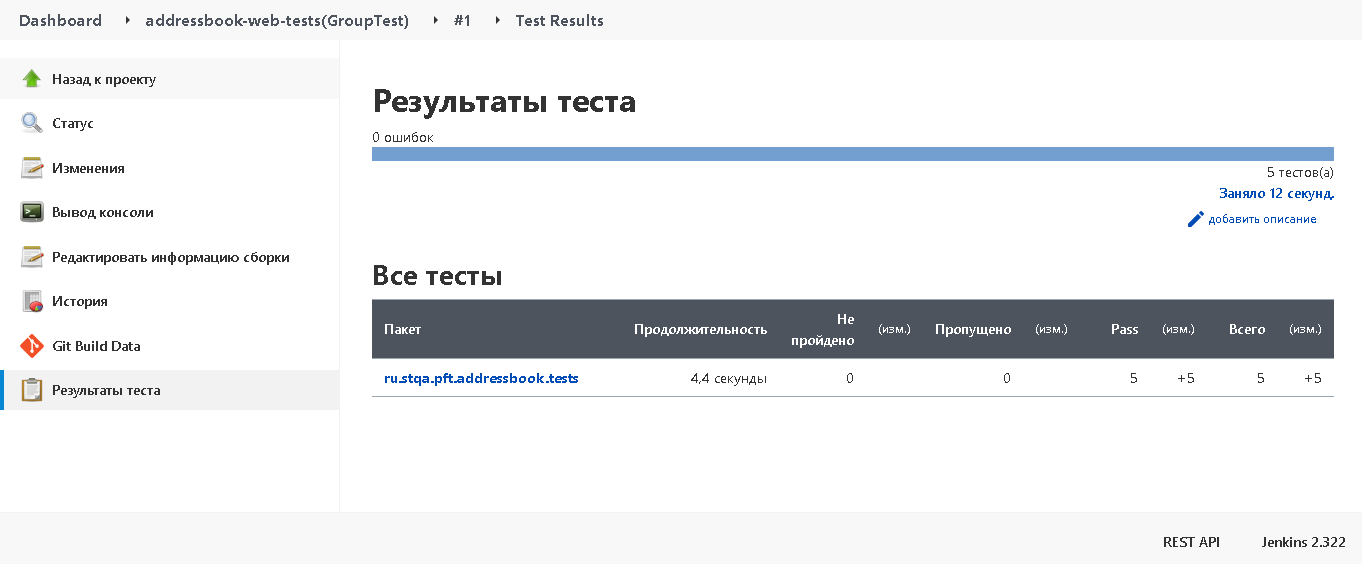 Dashboard addressbook-web-tests(GroupTest) #1 Test Results
Назад к проекту
Статус
Изменения
Вывод консоли
Редактировать информацию сборки
История
Git Build Data
Результаты теста
Результаты теста
0 ошибок
5 тестов(а)
Заняло 12 секунд.
добавить описание
Все тесты
Пакет Продолжительность Не пройдено (изм.) Пропущено (изм.) Pass (изм.) Всего (изм.)
ru.stqa.pft.addressbook.tests 4,4 секунды 0 0 5 +5 5 +5
REST API Jenkins 2.322